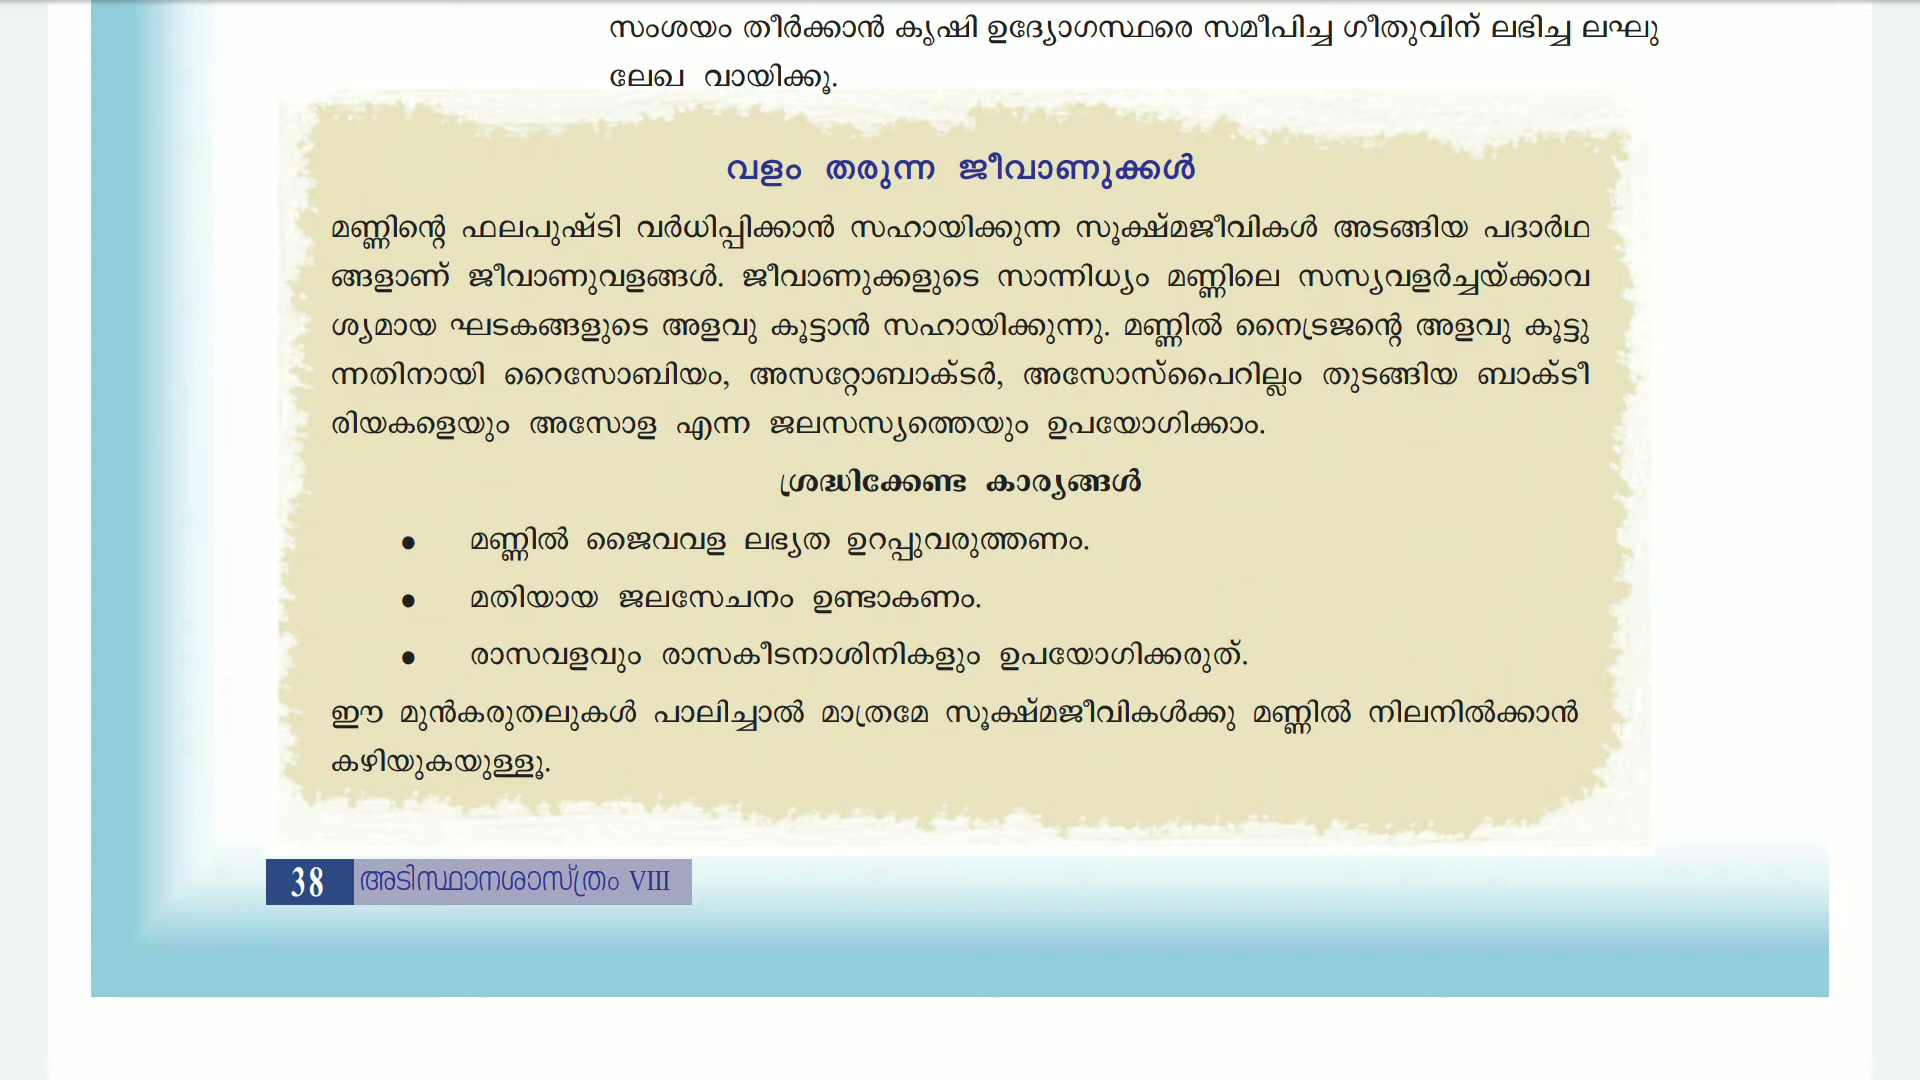 സംശയം തീർക്കാൻ കൃഷി ഉദ്യോഗസ്ഥരെ സമീപിച്ച ഗീതുവിന് ലഭിച്ച ലഘു
ലേഖ വായിക്കൂ.
വളം തരുന്ന ജീവാണുക്കൾ
മണ്ണിന്റെ ഫലപുഷ്ടി വർധിപ്പിക്കാൻ സഹായിക്കുന്ന സൂക്ഷ്മജീവികൾ അടങ്ങിയ പദാർഥ
ങ്ങളാണ് ജീവാണുവളങ്ങൾ. ജീവാണുക്കളുടെ സാന്നിധ്യം മണ്ണിലെ സസ്യവളർച്ചയ്ക്കാവ
ശ്യമായ ഘടകങ്ങളുടെ അളവു കൂട്ടാൻ സഹായിക്കുന്നു. മണ്ണിൽ നൈട്രജന്റെ അളവു കൂട്ടു
ന്നതിനായി റൈസോബിയം, അസറ്റോബാക്ടർ, അസോസ്പൈറില്ലം തുടങ്ങിയ ബാക്ടീ
രിയകളെയും അസോള എന്ന ജലസസ്യത്തെയും ഉപയോഗിക്കാം.
ശ്രദ്ധിക്കേണ്ട കാര്യങ്ങൾ
● മണ്ണിൽ ജൈവവള ലഭ്യത ഉറപ്പുവരുത്തണം.
● മതിയായ ജലസേചനം ഉണ്ടാകണം.
● രാസവളവും രാസകീടനാശിനികളും ഉപയോഗിക്കരുത്.
ഈ മുൻകരുതലുകൾ പാലിച്ചാൽ മാത്രമേ സൂക്ഷ്മജീവികൾക്കു മണ്ണിൽ നിലനിൽക്കാൻ
കഴിയുകയുള്ളൂ.
38 അടിസ്ഥാനശാസ്ത്രം VIII